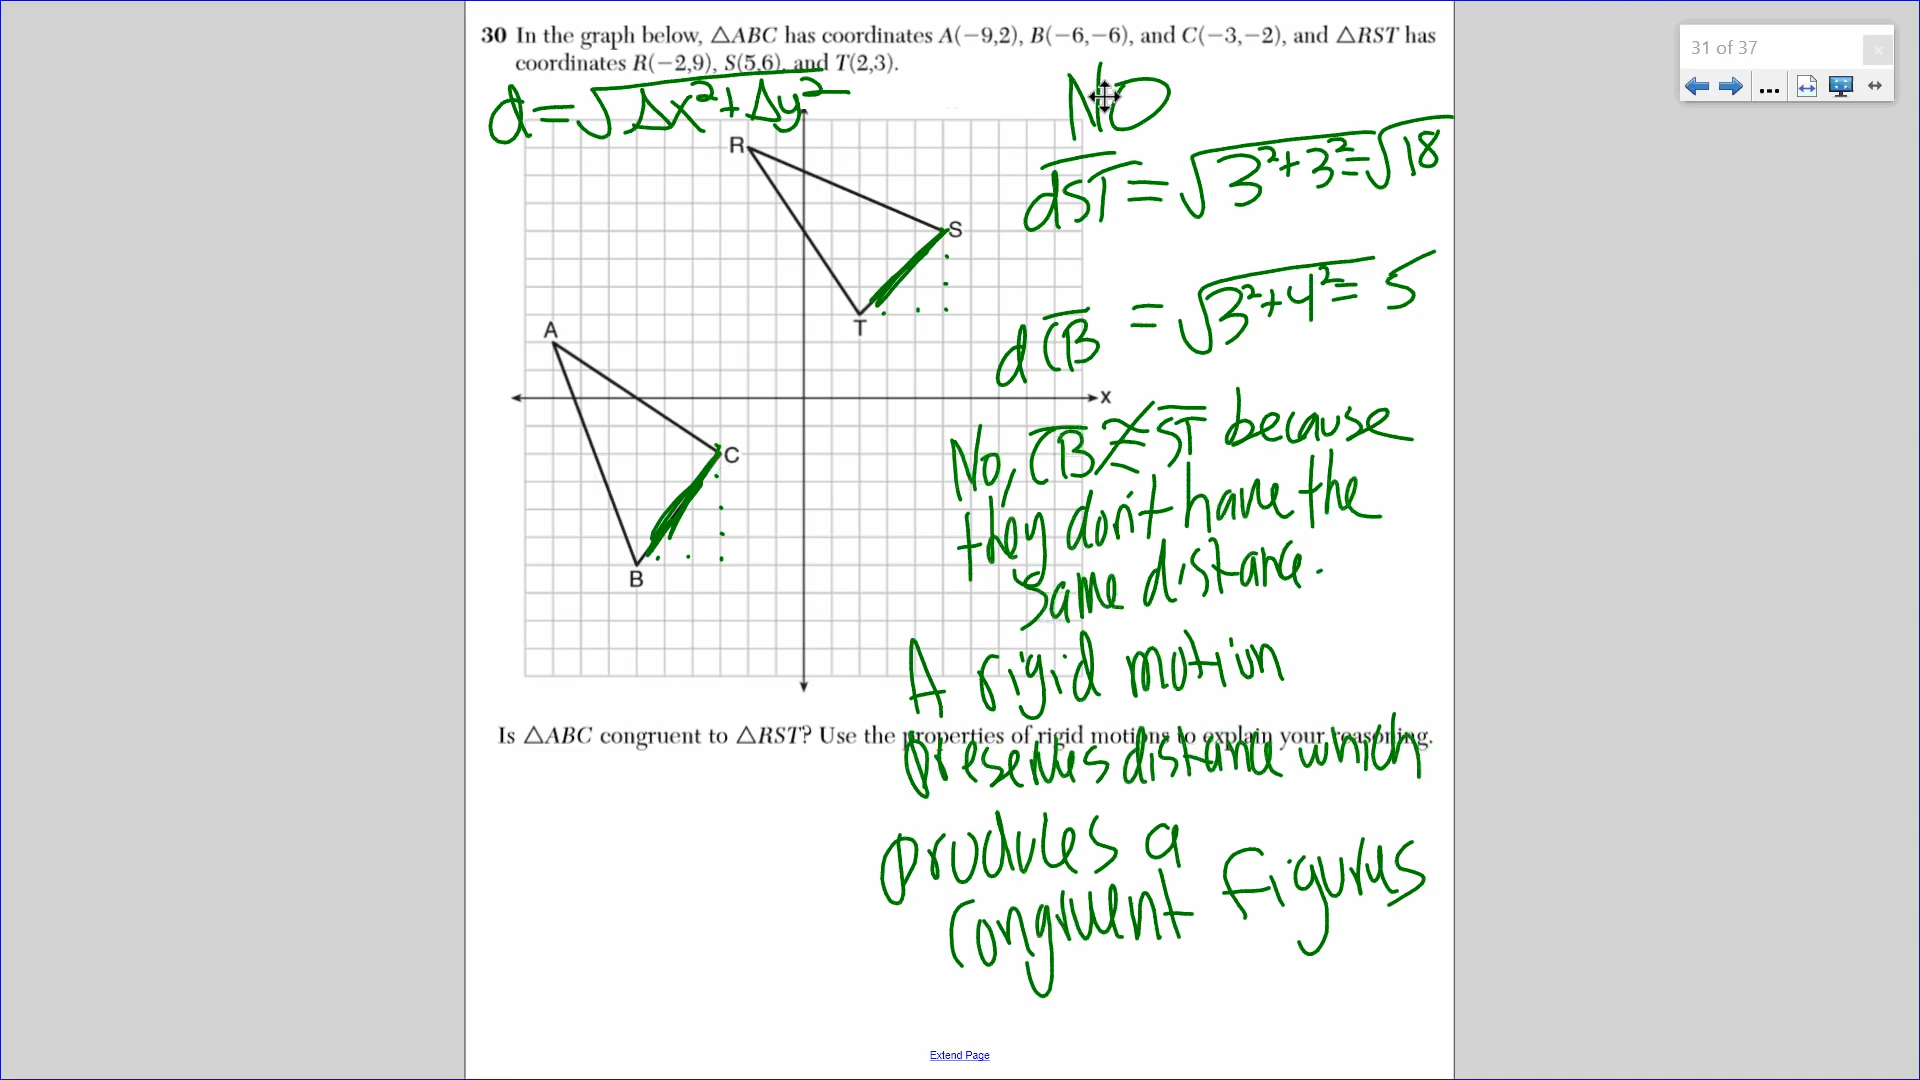 30 In the graph below, △ABC has coordinates A(−9,2), B(−6,−6), and C(−3,−2), and △RST has
coordinates R(−2,9), S(5,6), and T(2,3).
d = √Δx²+Δy²
NO
R
dST = √3²+3² = √18
S
T
dCB = √3²+4² = 5
A
x
No, CB ≇ ST because
they don't have the
same distance.
C
B
A rigid motion
Is △ABC congruent to △RST? Use the properties of rigid motions to explain your reasoning.
preserves distance which
produces a
congruent figures
Extend Page
31 of 37